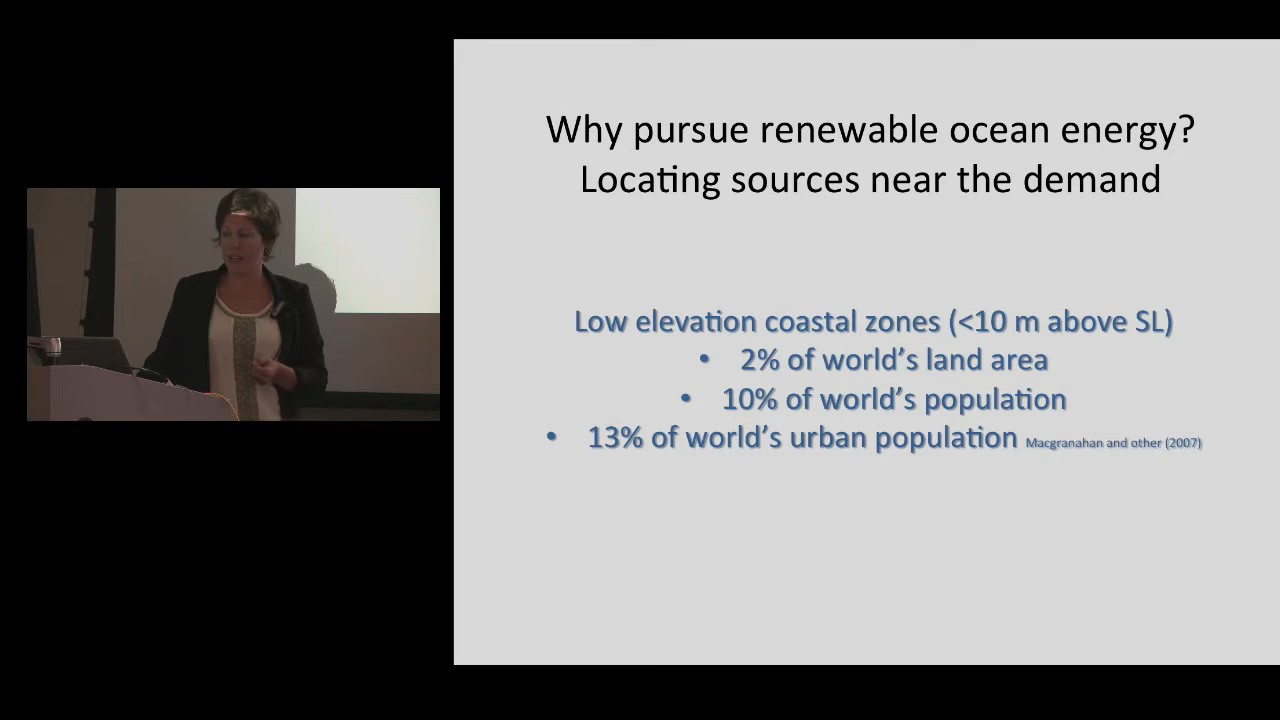 Why pursue renewable ocean energy?
Locating sources near the demand
Low elevation coastal zones (<10 m above SL)
• 2% of world's land area
• 10% of world's population
• 13% of world's urban population Macgranahan and other (2007)